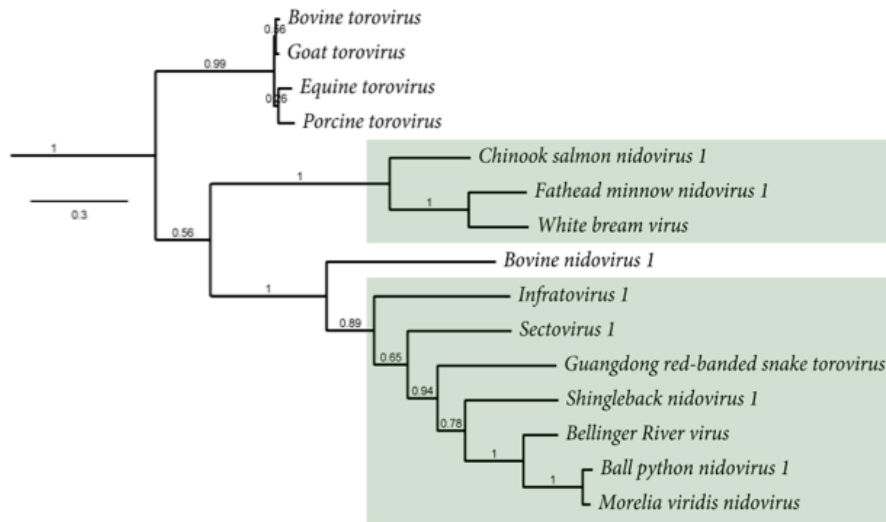 Bovine torovirus
Goat torovirus
0.99
Equine torovirus
Porcine torovirus
1
Chinook salmon nidovirus 1
1
Fathead minnow nidovirus 1
1
White bream virus
0.3
0.56
Bovine nidovirus 1
1
Infratovirus 1
0.89
Sectovirus 1
0.65
Guangdong red-banded snake torovirus
0.94
Shingleback nidovirus 1
0.78
Bellinger River virus
1
Ball python nidovirus 1
1
Morelia viridis nidovirus